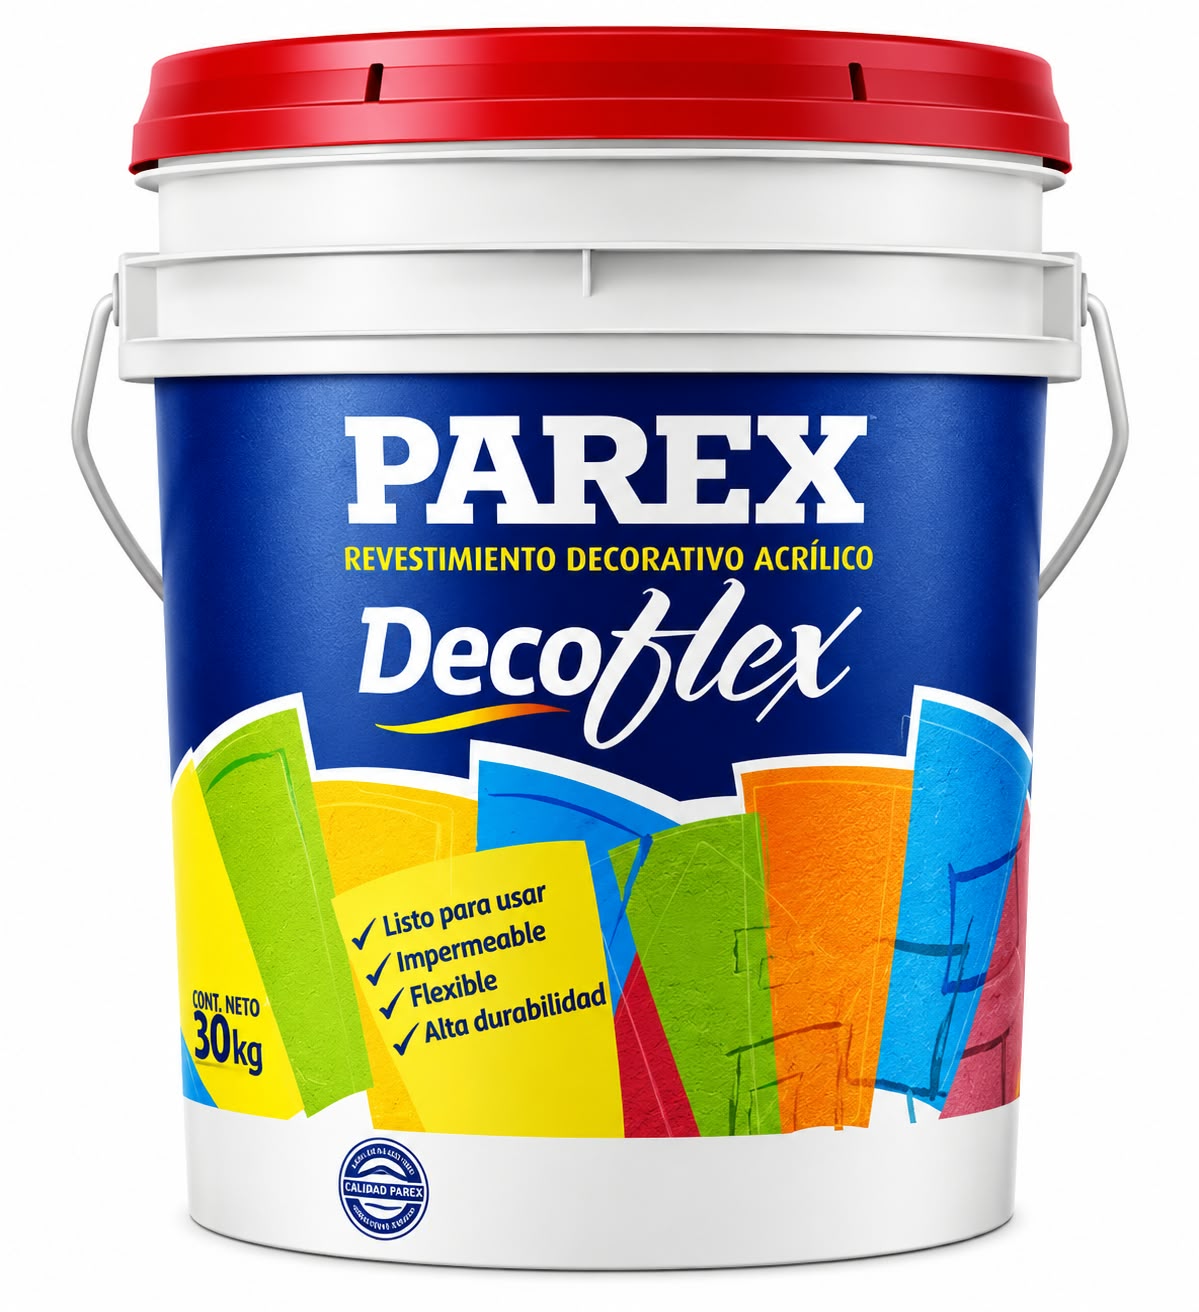 PAREX
REVESTIMIENTO DECORATIVO ACRÍLICO
Decoflex
Listo para usar
Impermeable
Flexible
Alta durabilidad
CONT. NETO
30kg
CALIDAD PAREX